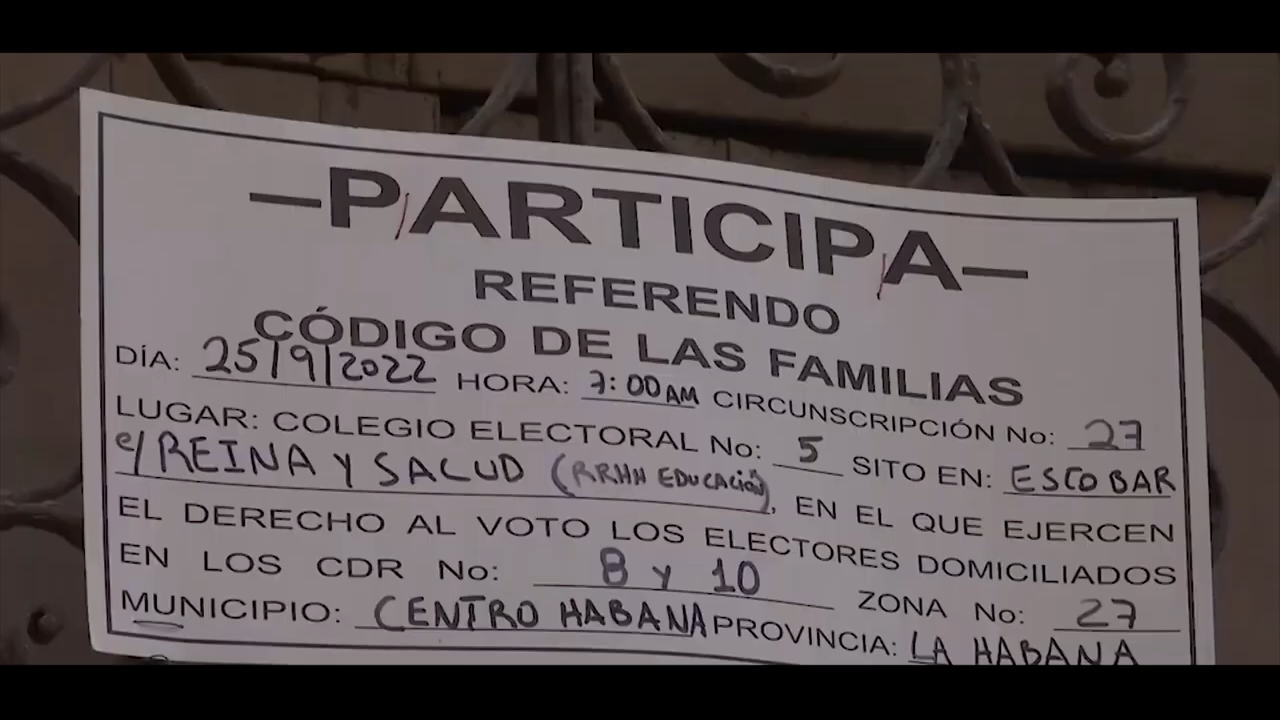 –PARTICIPA–
REFERENDO
CÓDIGO DE LAS FAMILIAS
DÍA: 25/9/2022 HORA: 7:00 AM CIRCUNSCRIPCIÓN No: 27
LUGAR: COLEGIO ELECTORAL No: 5 SITO EN: ESCOBAR
e/ REINA Y SALUD (RRHH EDUCACIÓN), EN EL QUE EJERCEN
EL DERECHO AL VOTO LOS ELECTORES DOMICILIADOS
EN LOS CDR No: 8 y 10 ZONA No: 27
MUNICIPIO: CENTRO HABANA PROVINCIA: LA HABANA